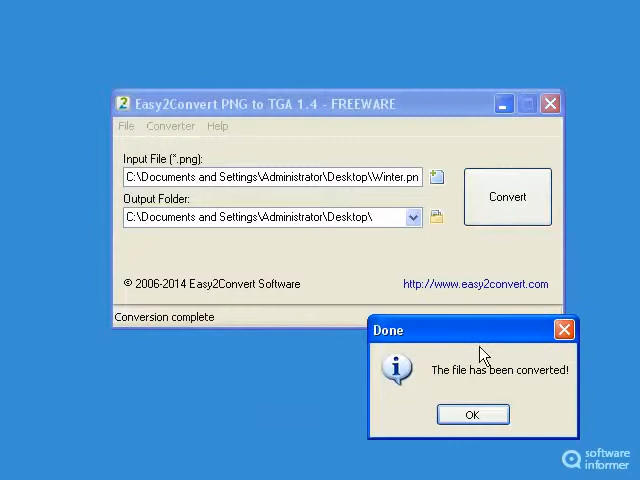 Easy2Convert PNG to TGA 1.4 - FREEWARE
File Converter Help
Input File (*.png):
C:\Documents and Settings\Administrator\Desktop\Winter.pn
Convert
Output Folder:
C:\Documents and Settings\Administrator\Desktop\
© 2006-2014 Easy2Convert Software http://www.easy2convert.com
Conversion complete
Done
The file has been converted!
OK
software
informer